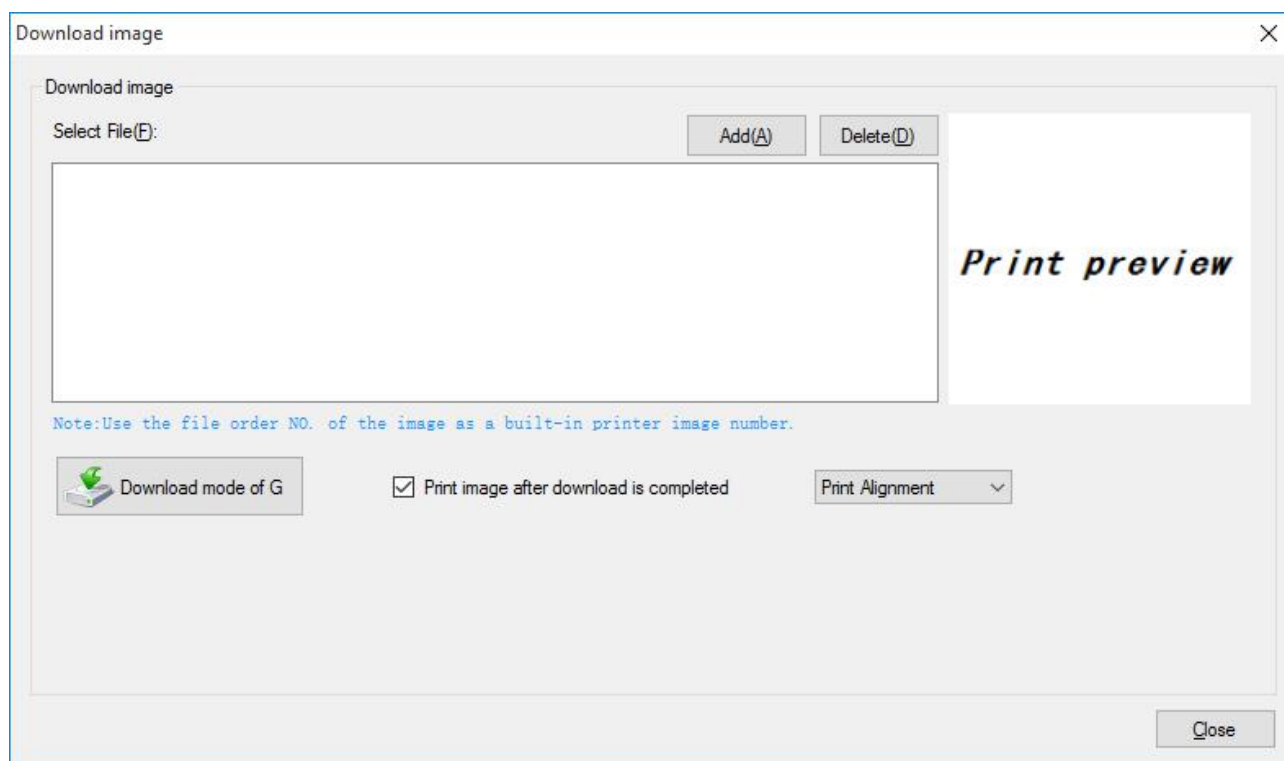 Download image
Download image
Select File(F):
Add(A)
Delete(D)
Print preview
Note:Use the file order NO. of the image as a built-in printer image number.
Download mode of G
Print image after download is completed
Print Alignment
Close